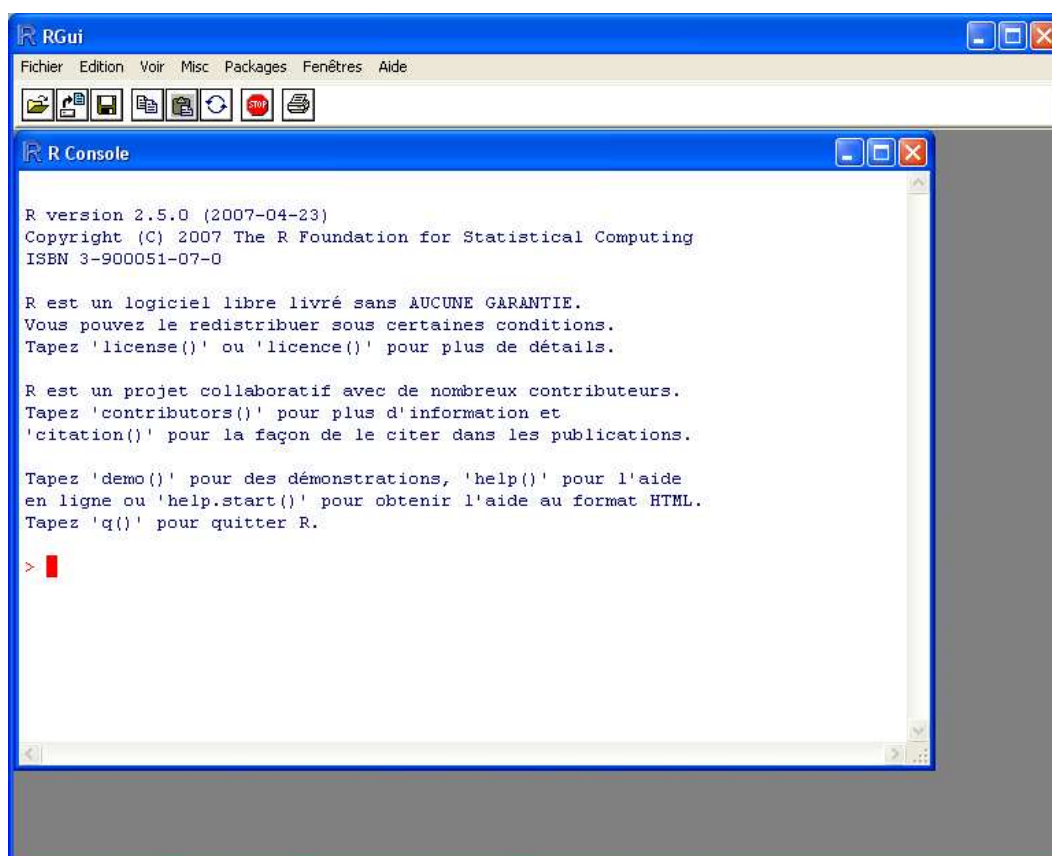 RGui
Fichier Edition Voir Misc Packages Fenêtres Aide
STOP
R Console
R version 2.5.0 (2007-04-23)
Copyright (C) 2007 The R Foundation for Statistical Computing
ISBN 3-900051-07-0
R est un logiciel libre livré sans AUCUNE GARANTIE.
Vous pouvez le redistribuer sous certaines conditions.
Tapez 'license()' ou 'licence()' pour plus de détails.
R est un projet collaboratif avec de nombreux contributeurs.
Tapez 'contributors()' pour plus d'information et
'citation()' pour la façon de le citer dans les publications.
Tapez 'demo()' pour des démonstrations, 'help()' pour l'aide
en ligne ou 'help.start()' pour obtenir l'aide au format HTML.
Tapez 'q()' pour quitter R.
>